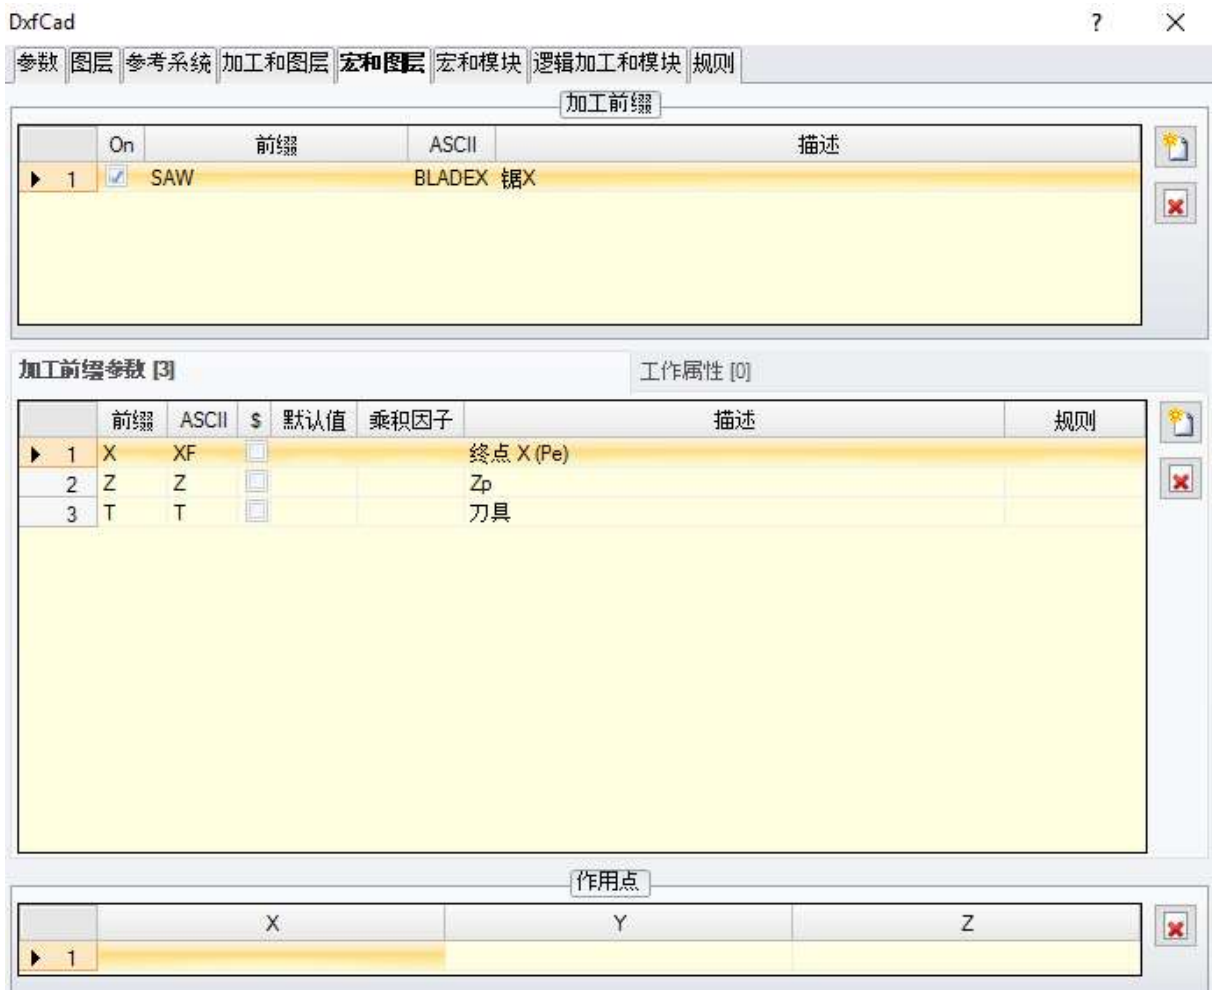 DxfCad ?
参数 图层 参考系统 加工和图层 宏和图层 宏和模块 逻辑加工和模块 规则
加工前缀
On 前缀 ASCII 描述
1 SAW BLADEX 锯X
加工前缀参数 [3] 工作属性 [0]
前缀 ASCII $ 默认值 乘积因子 描述 规则
1 X XF 终点 X (Pe)
2 Z Z Zp
3 T T 刀具
作用点
X Y Z
1